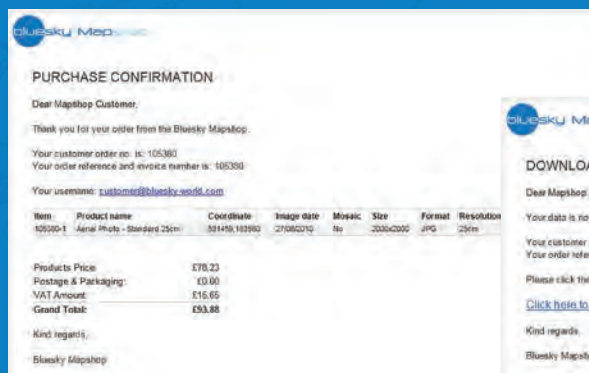 bluesky Map
PURCHASE CONFIRMATION
Dear Mapshop Customer,
Thank you for your order from the Bluesky Mapshop.
Your customer order no. is: 105380
Your order reference and invoice number is: 105380
Your username: customer@bluesky-world.com
Item Product name Coordinate Image date Mosaic Size Format Resolution
105380-1 Aerial Photo - Standard 25cm 27/08/2010 No 2000x2000 JPG 25cm
Products Price: £78.23
Postage & Packaging: £0.00
VAT Amount: £15.65
Grand Total: £93.88
Kind regards,
Bluesky Mapshop
bluesky Ma
DOWNLOA
Dear Mapshop
Your data is no
Your customer
Your order refe
Please click the
Click here to
Kind regards,
Bluesky Mapsh